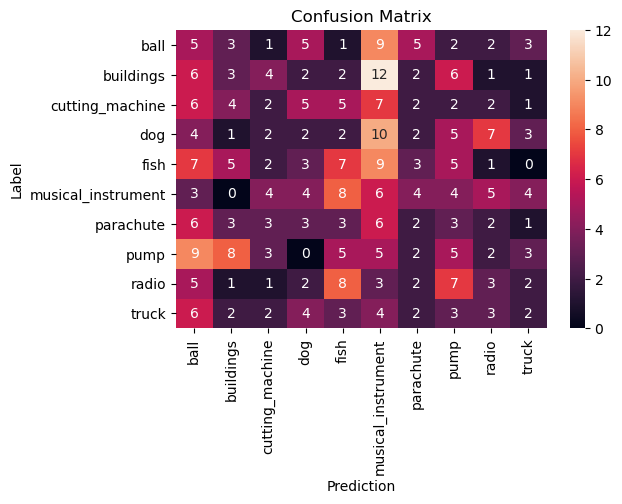 Confusion Matrix
ball 5 3 1 5 1 9 5 2 2 3
buildings 6 3 4 2 2 12 2 6 1 1
cutting_machine 6 4 2 5 5 7 2 2 2 1
dog 4 1 2 2 2 10 2 5 7 3
fish 7 5 2 3 7 9 3 5 1 0
musical_instrument 3 0 4 4 8 6 4 4 5 4
parachute 6 3 3 3 3 6 2 3 2 1
pump 9 8 3 0 5 5 2 5 2 3
radio 5 1 1 2 8 3 2 7 3 2
truck 6 2 2 4 3 4 2 3 3 2
Label
ball buildings cutting_machine dog fish musical_instrument parachute pump radio truck
Prediction
12
10
8
6
4
2
0